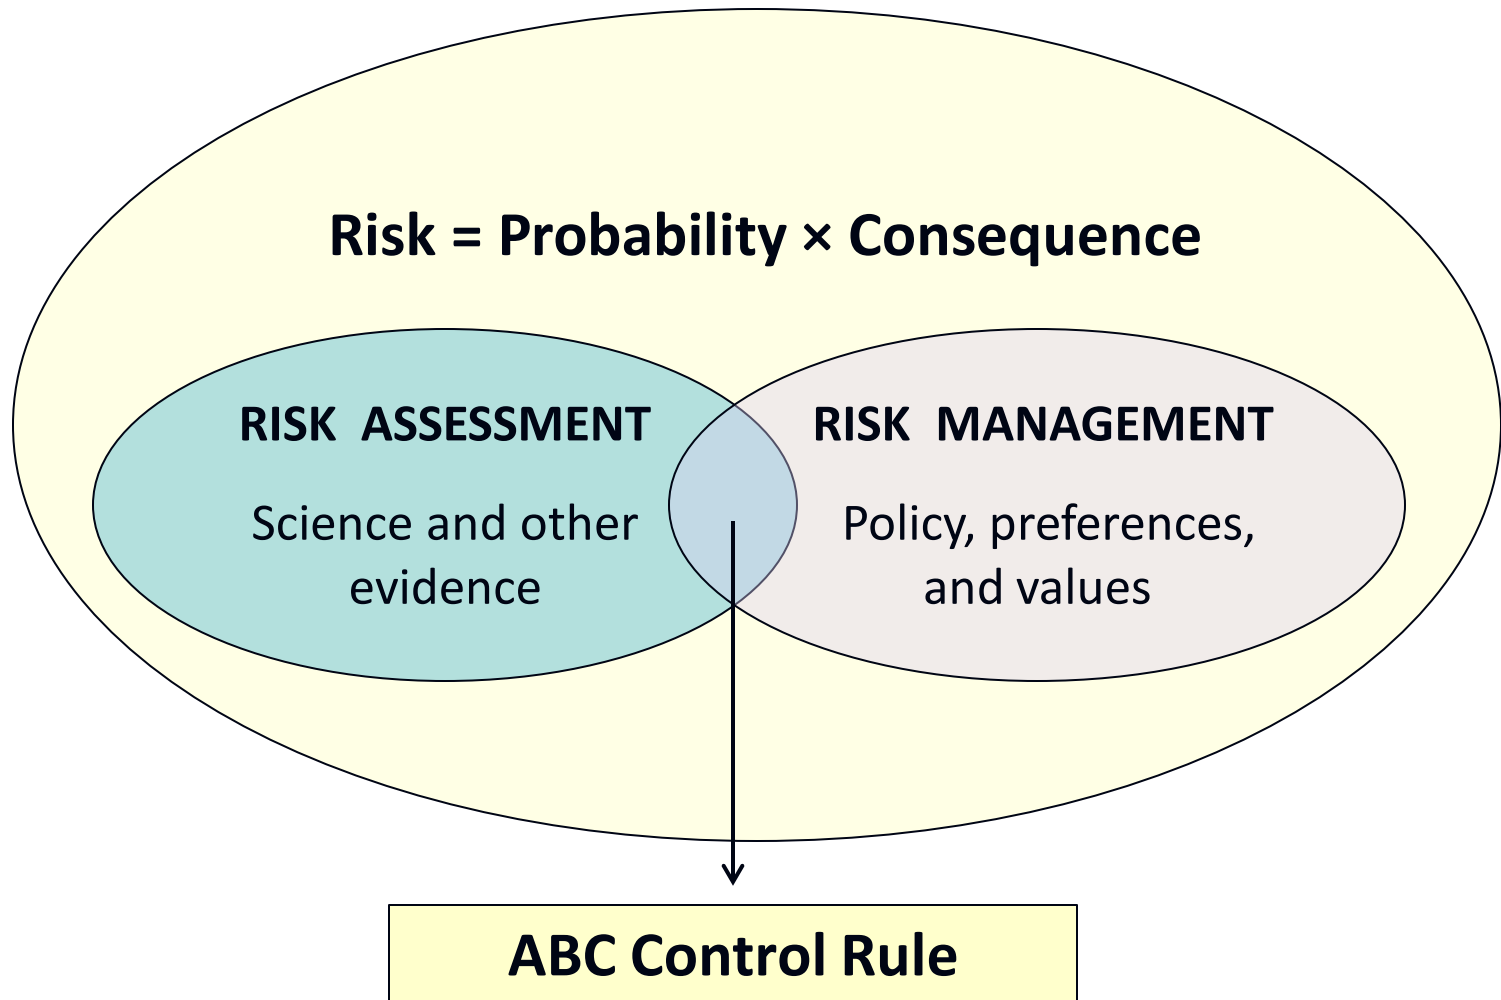 Risk = Probability × Consequence
RISK ASSESSMENT
Science and other
evidence
RISK MANAGEMENT
Policy, preferences,
and values
ABC Control Rule